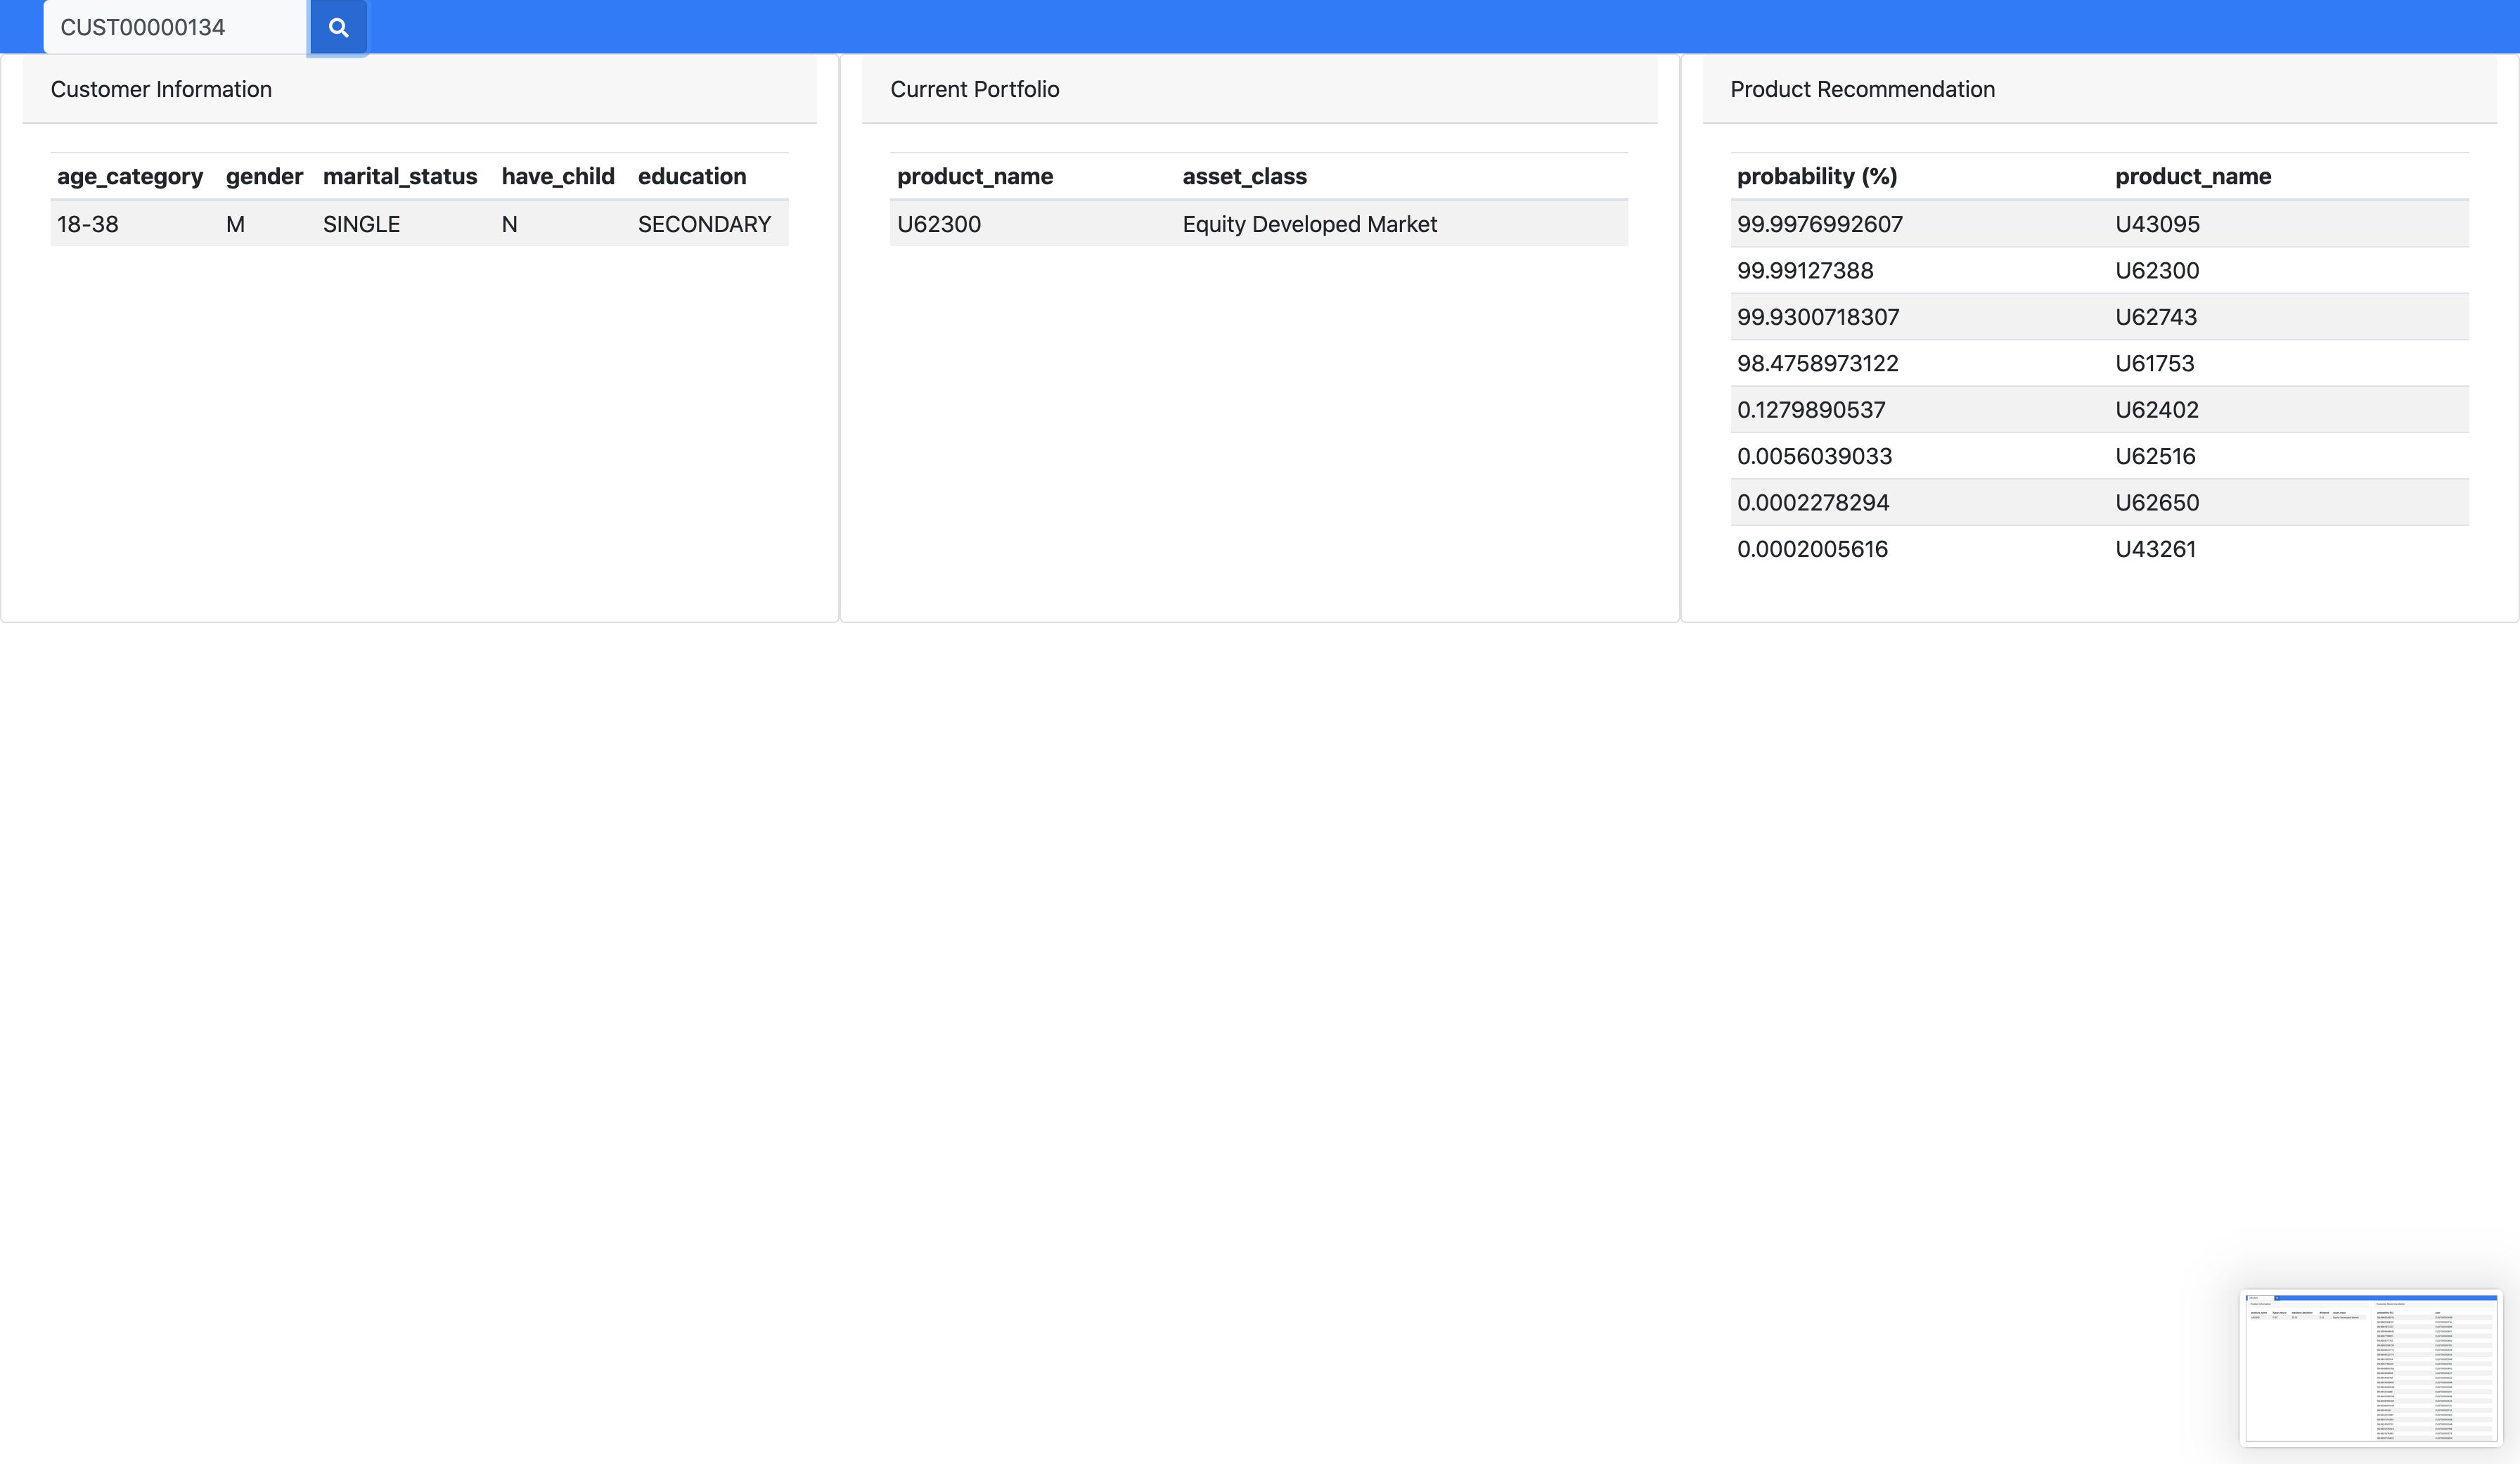 CUST00000134
Customer Information
age_category gender marital_status have_child education
18-38 M SINGLE N SECONDARY
Current Portfolio
product_name asset_class
U62300 Equity Developed Market
Product Recommendation
probability (%) product_name
99.9976992607 U43095
99.99127388 U62300
99.9300718307 U62743
98.4758973122 U61753
0.1279890537 U62402
0.0056039033 U62516
0.0002278294 U62650
0.0002005616 U43261